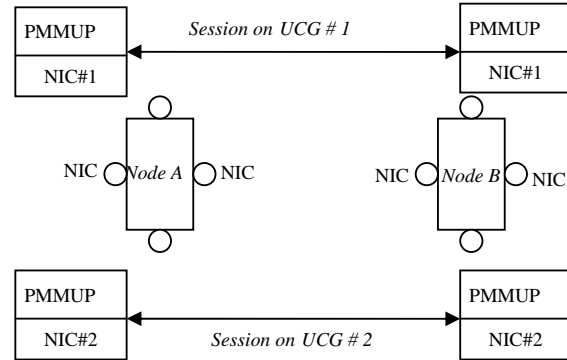 PMMUP Session on UCG # 1 PMMUP
NIC#1 NIC#1
NIC Node A NIC NIC Node B NIC
PMMUP PMMUP
NIC#2 Session on UCG # 2 NIC#2